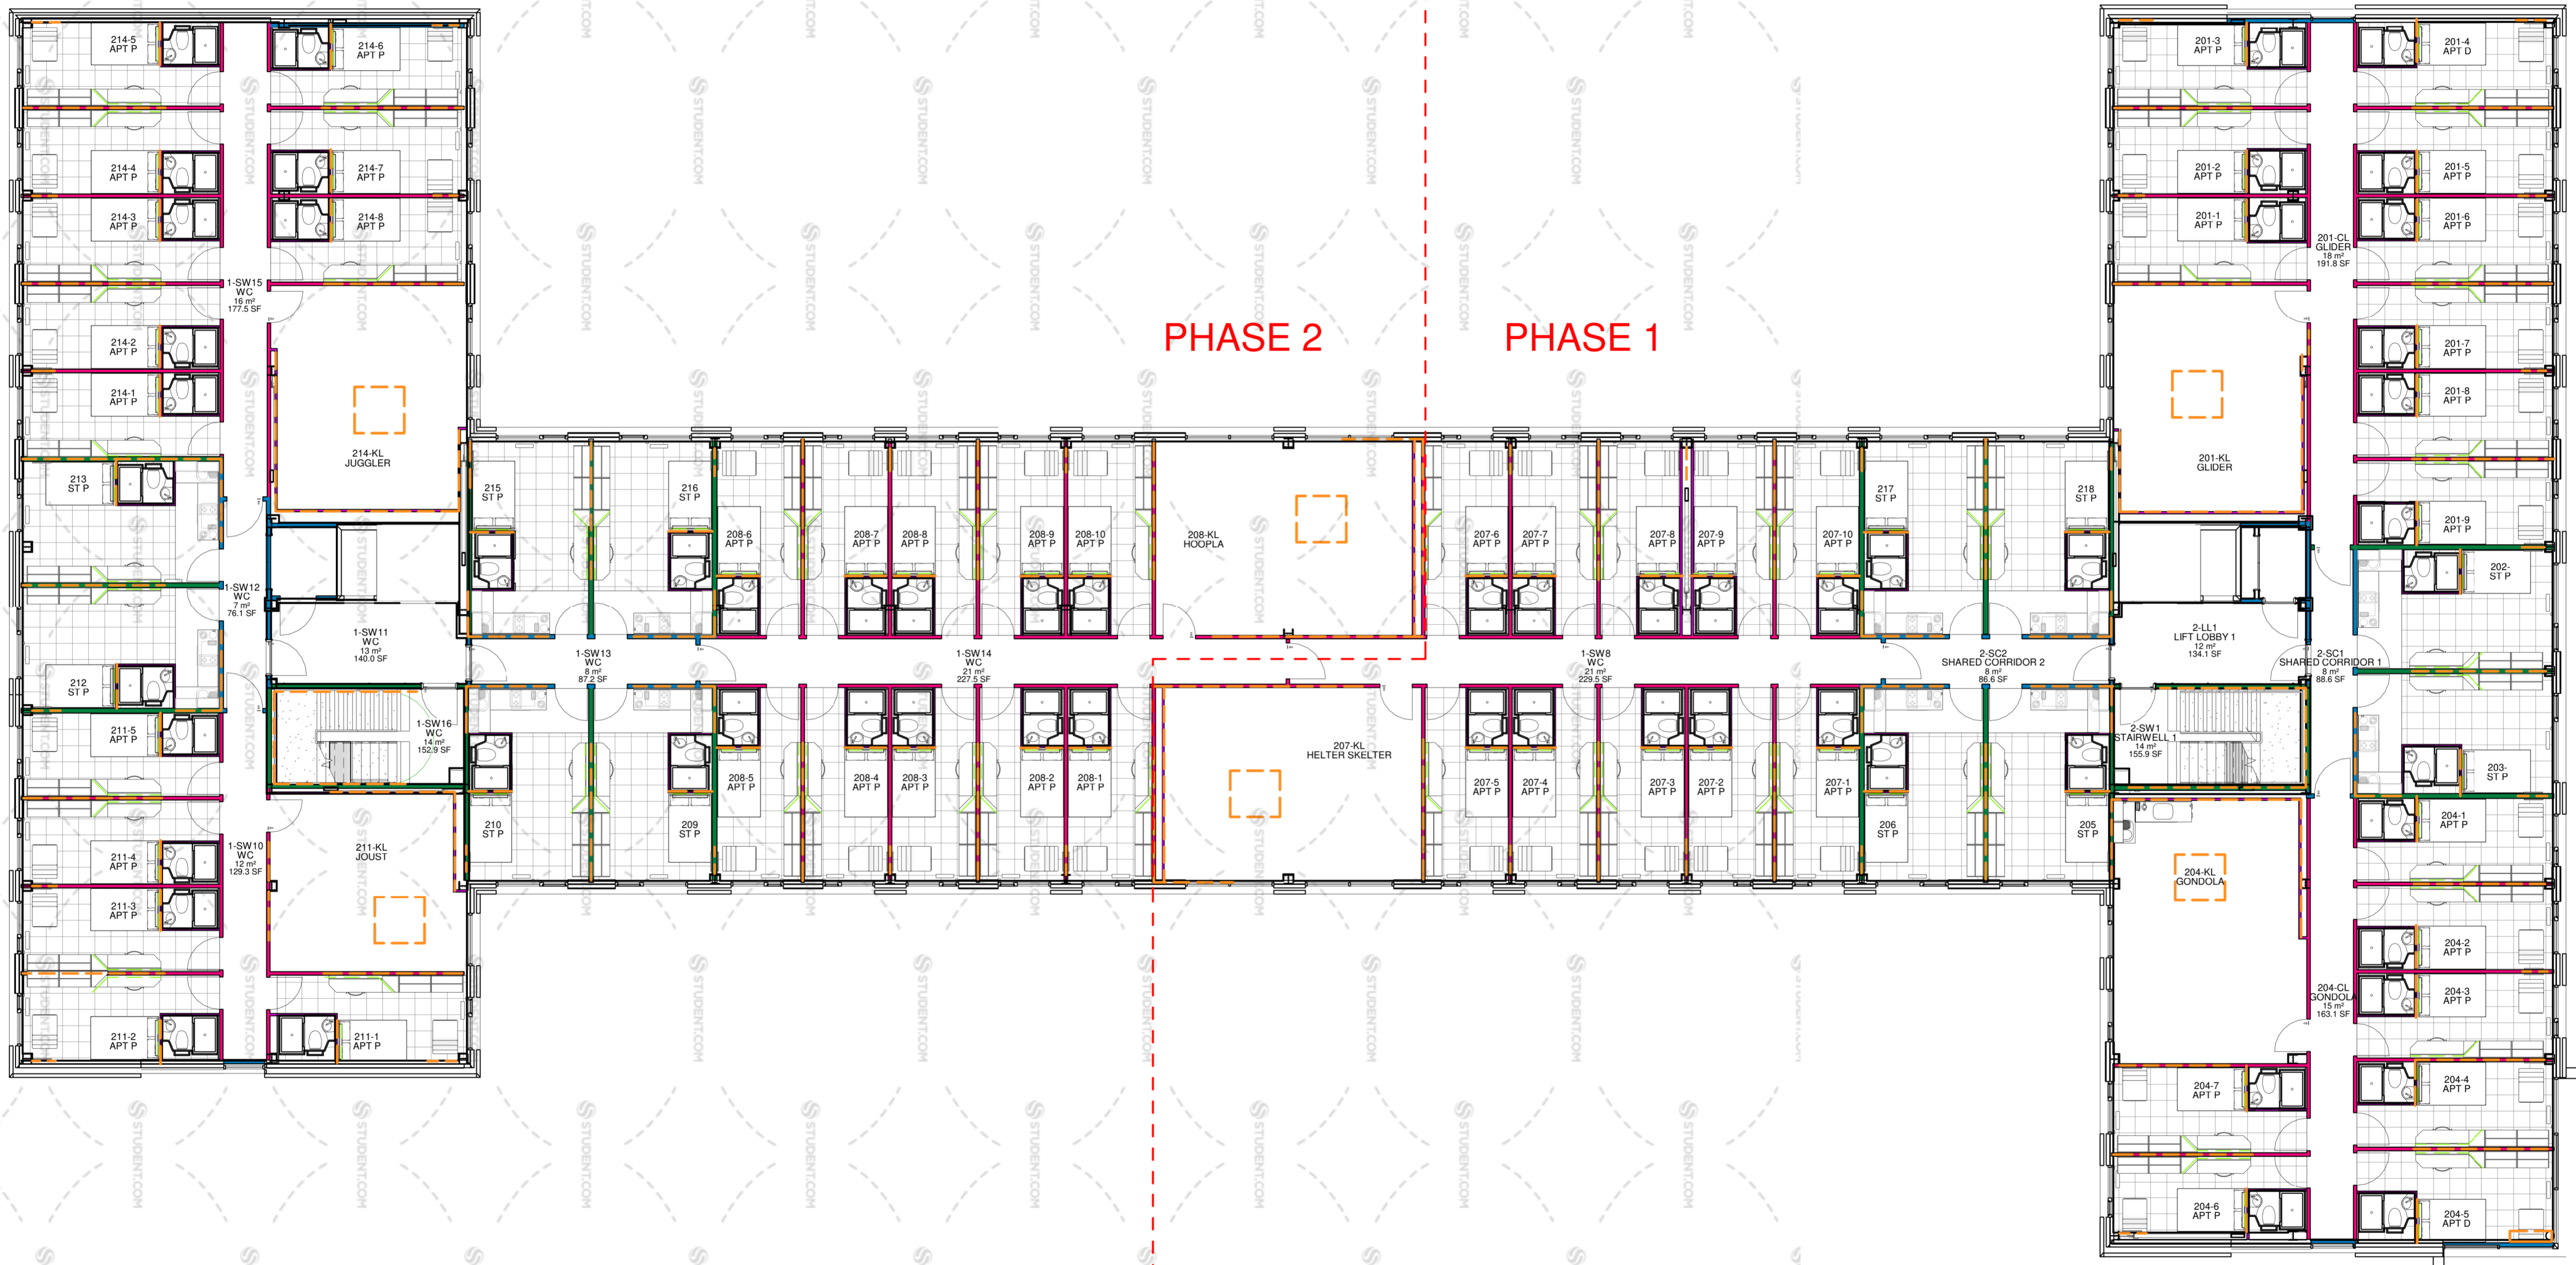 214-5
APT P
214-6
APT P
214-4
APT P
214-7
APT P
214-3
APT P
214-8
APT P
1-SW15
WC
16 m²
177.5 SF
214-2
APT P
214-1
APT P
214-KL
JUGGLER
213
ST P
1-SW12
WC
7 m²
76.1 SF
1-SW11
WC
13 m²
140.0 SF
212
ST P
211-5
APT P
1-SW16
WC
14 m²
152.9 SF
211-4
APT P
1-SW10
WC
12 m²
129.3 SF
211-KL
JOUST
211-3
APT P
211-2
APT P
211-1
APT P
PHASE 2
PHASE 1
215
ST P
216
ST P
208-6
APT P
208-7
APT P
208-8
APT P
208-9
APT P
208-10
APT P
208-KL
HOOPLA
207-6
APT P
207-7
APT P
207-8
APT P
207-9
APT P
207-10
APT P
217
ST P
218
ST P
1-SW13
WC
8 m²
87.2 SF
1-SW14
WC
21 m²
227.5 SF
1-SW8
WC
21 m²
229.5 SF
2-SC2
SHARED CORRIDOR 2
8 m²
86.6 SF
210
ST P
209
ST P
208-5
APT P
208-4
APT P
208-3
APT P
208-2
APT P
208-1
APT P
207-KL
HELTER SKELTER
207-5
APT P
207-4
APT P
207-3
APT P
207-2
APT P
207-1
APT P
206
ST P
205
ST P
201-3
APT P
201-4
APT D
201-2
APT P
201-5
APT P
201-1
APT P
201-6
APT P
201-CL
GLIDER
18 m²
191.8 SF
201-7
APT P
201-8
APT P
201-KL
GLIDER
201-9
APT P
202-
ST P
2-LL1
LIFT LOBBY 1
12 m²
134.1 SF
2-SC1
SHARED CORRIDOR 1
8 m²
88.6 SF
2-SW1
STAIRWELL 1
14 m²
155.9 SF
203-
ST P
204-1
APT P
204-KL
GONDOLA
204-2
APT P
204-3
APT P
204-CL
GONDOLA
15 m²
163.1 SF
204-7
APT P
204-4
APT P
204-6
APT P
204-5
APT D
STUDENT.COM